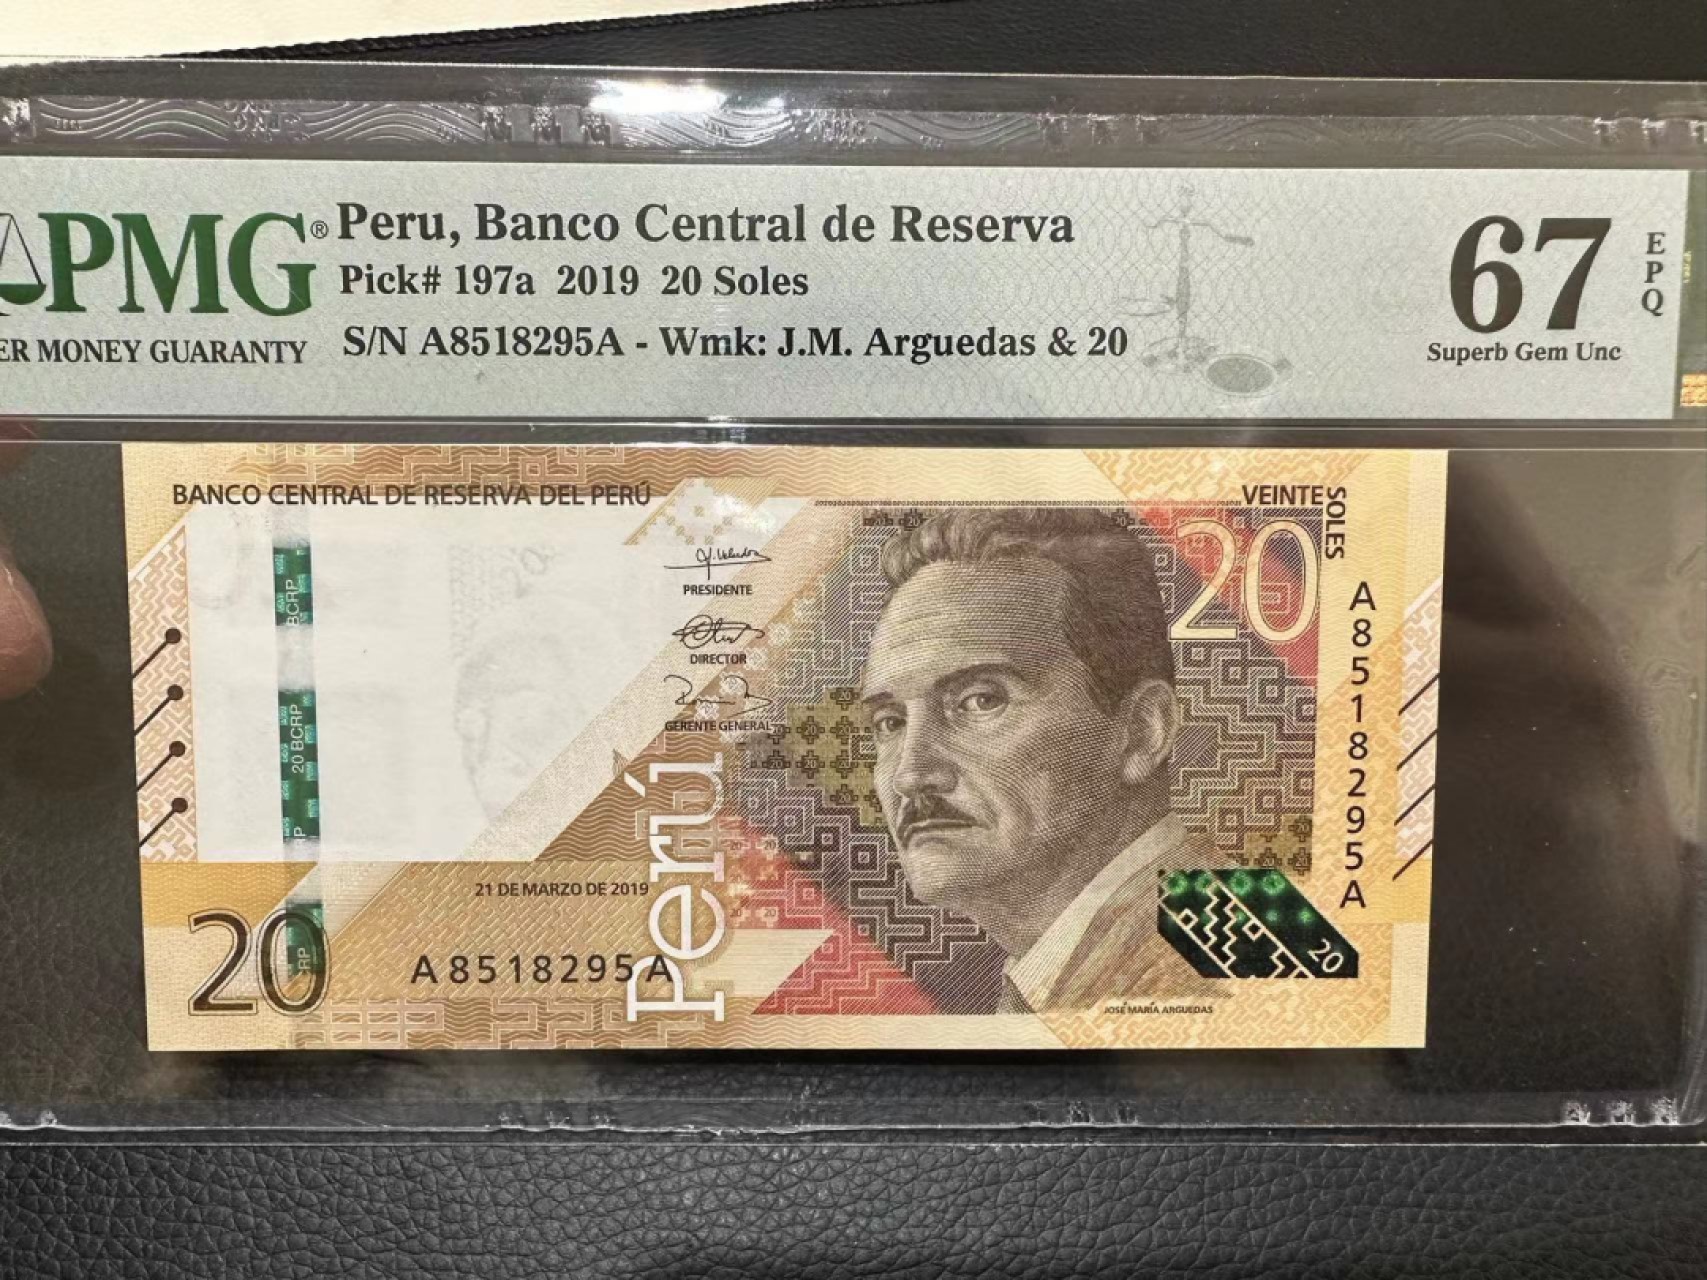 PMG®
ER MONEY GUARANTY
Peru, Banco Central de Reserva
Pick# 197a 2019 20 Soles
S/N A8518295A - Wmk: J.M. Arguedas & 20
67
EPQ
Superb Gem Unc
BANCO CENTRAL DE RESERVA DEL PERÚ
VEINTE
SOLES
20
PRESIDENTE
DIRECTOR
GERENTE GENERAL
BCRP
20 BCRP
A8518295A
21 DE MARZO DE 2019
Perú
20
A8518295A
20
JOSÉ MARÍA ARGUEDAS